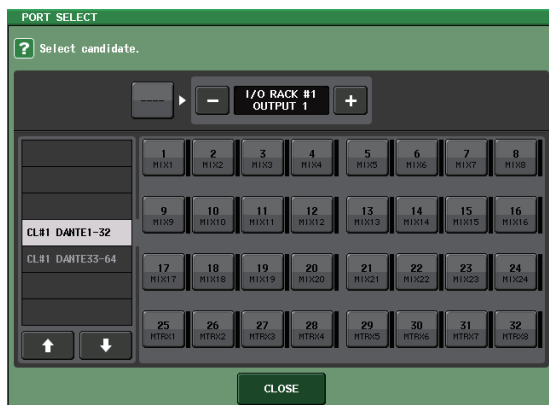 PORT SELECT
? Select candidate.
----
−
I/O RACK #1
OUTPUT 1
+
CL#1 DANTE1-32
CL#1 DANTE33-64
1 2 3 4 5 6 7 8
MIX1 MIX2 MIX3 MIX4 MIX5 MIX6 MIX7 MIX8
9 10 11 12 13 14 15 16
MIX9 MIX10 MIX11 MIX12 MIX13 MIX14 MIX15 MIX16
17 18 19 20 21 22 23 24
MIX17 MIX18 MIX19 MIX20 MIX21 MIX22 MIX23 MIX24
25 26 27 28 29 30 31 32
MTRX1 MTRX2 MTRX3 MTRX4 MTRX5 MTRX6 MTRX7 MTRX8
CLOSE